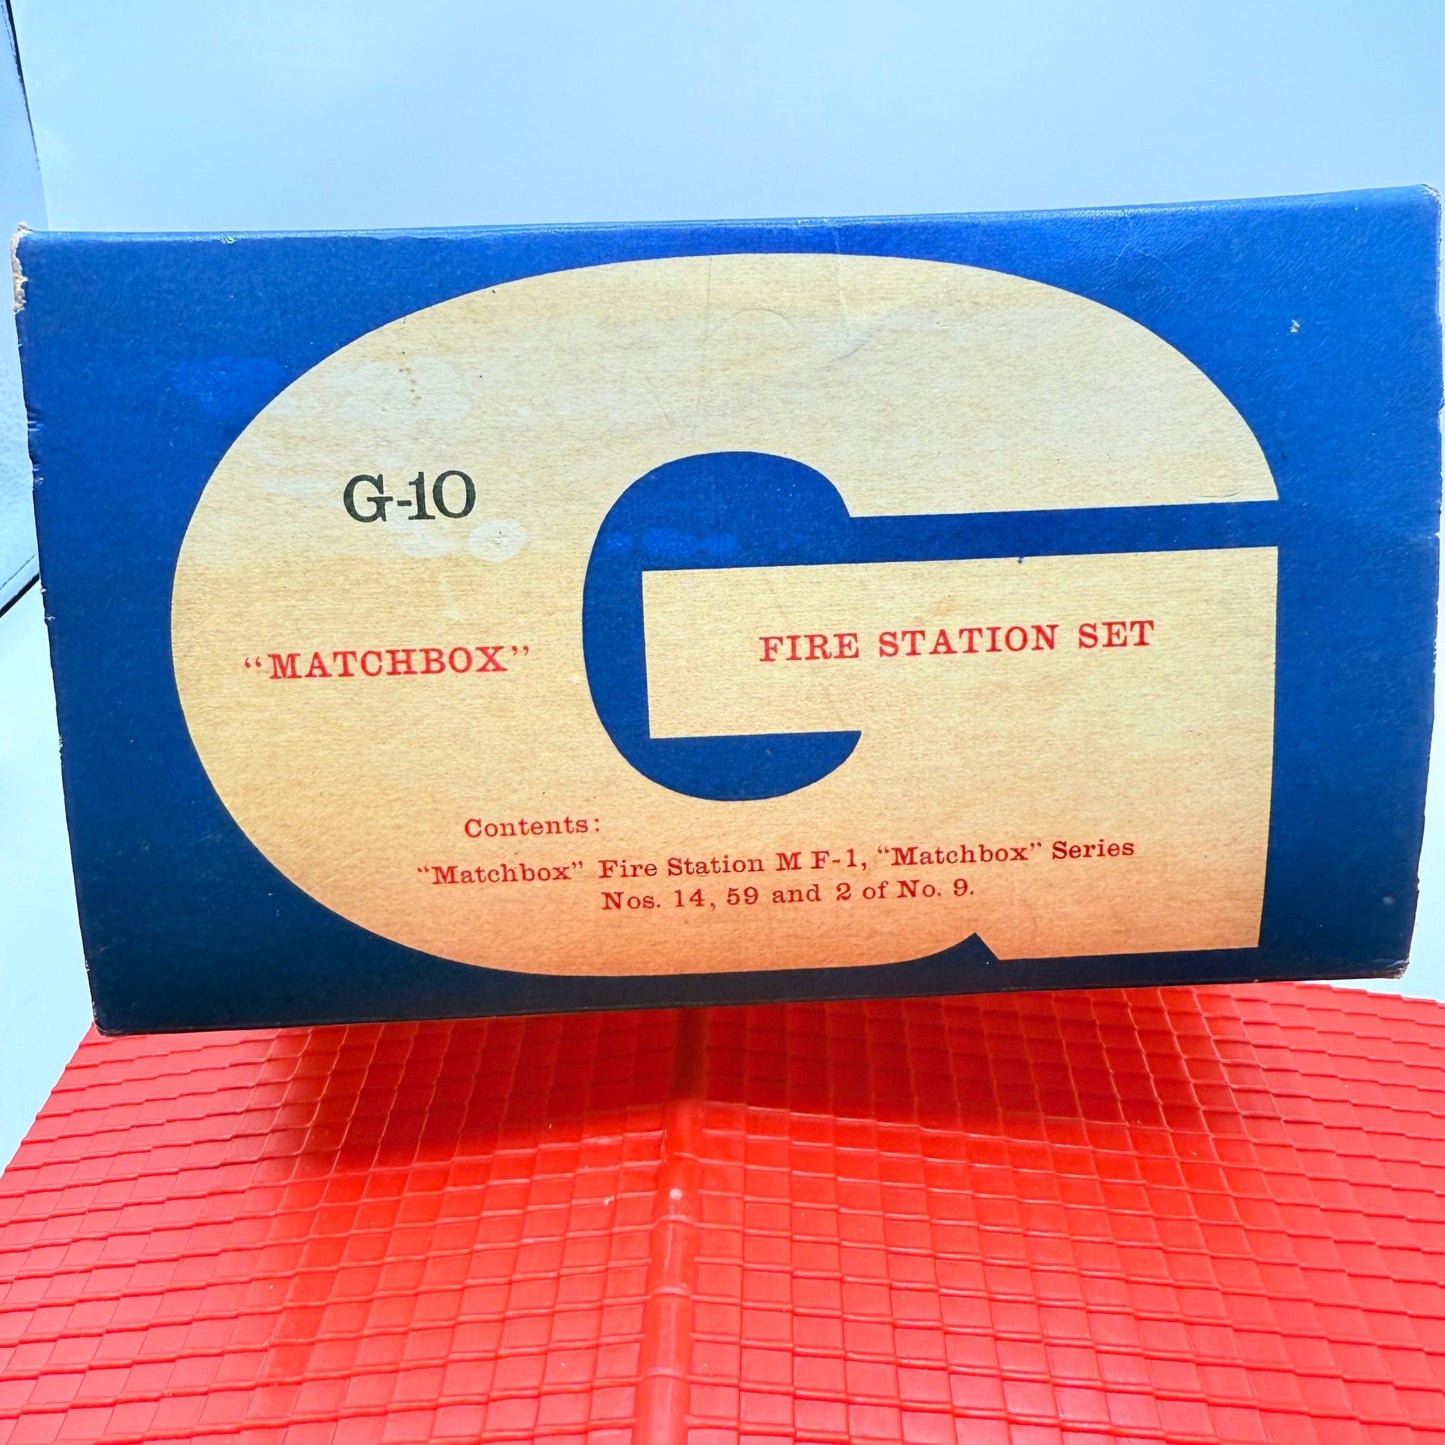 G-10
"MATCHBOX"
FIRE STATION SET
Contents:
"Matchbox" Fire Station M F-1, "Matchbox" Series
Nos. 14, 59 and 2 of No. 9.